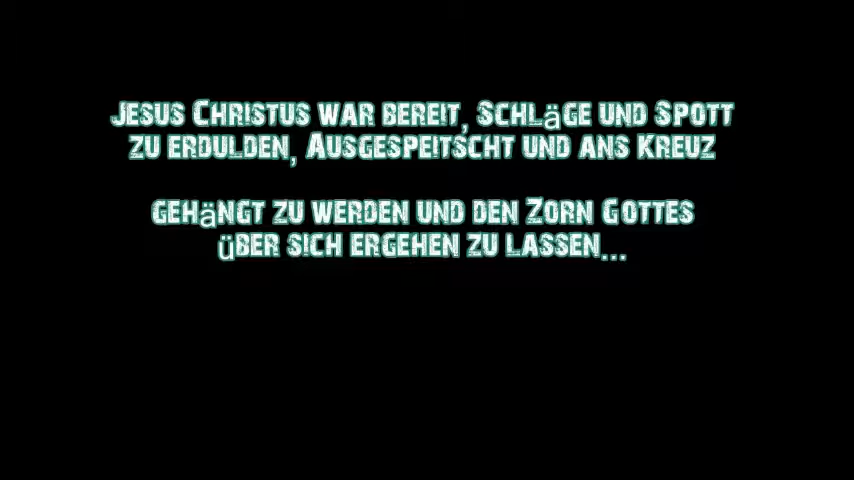 Jesus Christus war bereit, Schläge und Spott
zu erdulden, Ausgespeitscht und ans Kreuz
gehängt zu werden und den Zorn Gottes
über sich ergehen zu lassen...